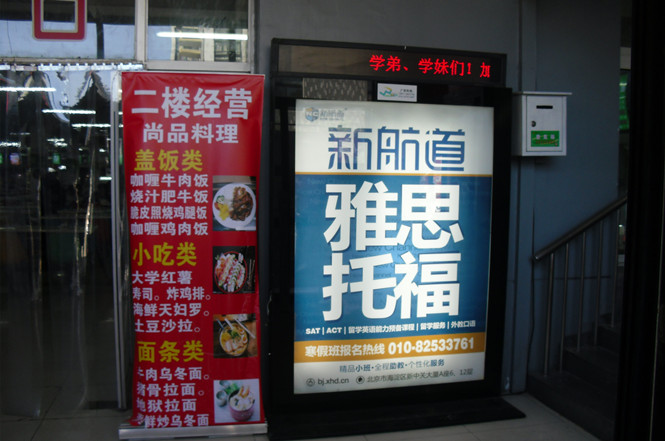 二楼经营
尚品料理
盖饭类
咖喱牛肉饭
烧汁肥牛饭
脆皮照烧鸡腿饭
咖喱鸡肉饭
小吃类
大学红薯
寿司。炸鸡排。
海鲜天妇罗。
土豆沙拉。
面条类
牛肉乌冬面。
猪骨拉面。
地狱拉面
海鲜炒乌冬面
学弟、学妹们！加
新航道
雅思
托福
SAT | ACT | 留学英语能力预备课程 | 留学服务 | 外教口语
寒假班报名热线 010-82533761
精品小班·全程助教·个性化服务
bj.xhd.cn 北京市海淀区新中关大厦A座6、12层